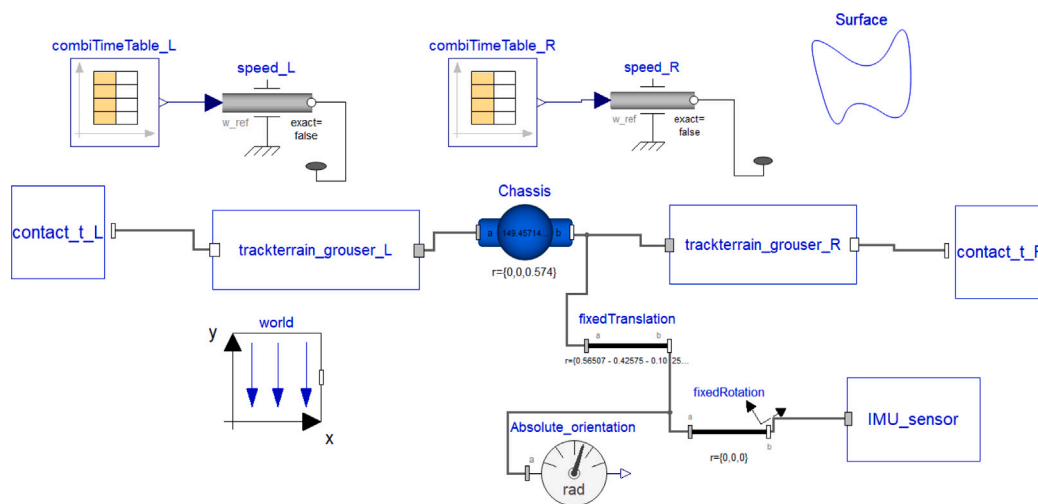 Surface
combiTimeTable_L
combiTimeTable_R
speed_L
speed_R
w_ref
exact=
false
w_ref
exact=
false
Chassis
contact_t_L
trackterrain_grouser_L
a
149.45714...
b
trackterrain_grouser_R
contact_t_R
r={0,0,0.574}
fixedTranslation
world
y
a
b
r={0.56507 - 0.42575 - 0.10
25...
x
fixedRotation
Absolute_orientation
a
b
IMU_sensor
a
r={0,0,0}
rad